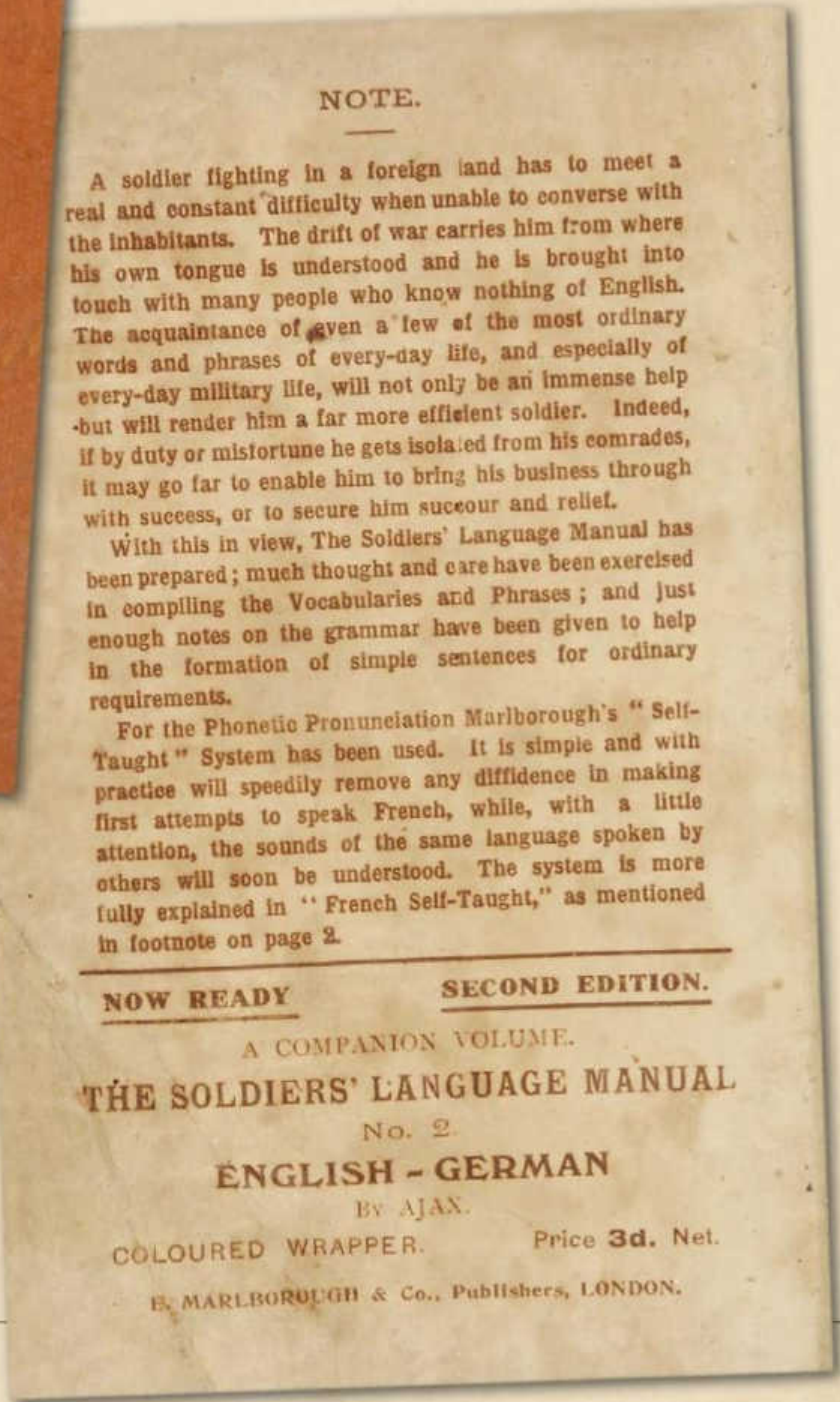 NOTE.
A soldier fighting in a foreign land has to meet a
real and constant difficulty when unable to converse with
the inhabitants. The drift of war carries him from where
his own tongue is understood and he is brought into
touch with many people who know nothing of English.
The acquaintance of even a few of the most ordinary
words and phrases of every-day life, and especially of
every-day military life, will not only be an immense help
but will render him a far more efficient soldier. Indeed,
if by duty or misfortune he gets isolated from his comrades,
it may go far to enable him to bring his business through
with success, or to secure him succour and relief.
With this in view, The Soldiers' Language Manual has
been prepared; much thought and care have been exercised
in compiling the Vocabularies and Phrases; and just
enough notes on the grammar have been given to help
in the formation of simple sentences for ordinary
requirements.
For the Phonetic Pronunciation Marlborough's "Self-
Taught" System has been used. It is simple and with
practice will speedily remove any diffidence in making
first attempts to speak French, while, with a little
attention, the sounds of the same language spoken by
others will soon be understood. The system is more
fully explained in "French Self-Taught," as mentioned
in footnote on page 2.
NOW READY SECOND EDITION.
A COMPANION VOLUME.
THE SOLDIERS' LANGUAGE MANUAL
No. 2
ENGLISH - GERMAN
BY AJAX.
COLOURED WRAPPER. Price 3d. Net.
E. MARLBOROUGH & Co., Publishers, LONDON.